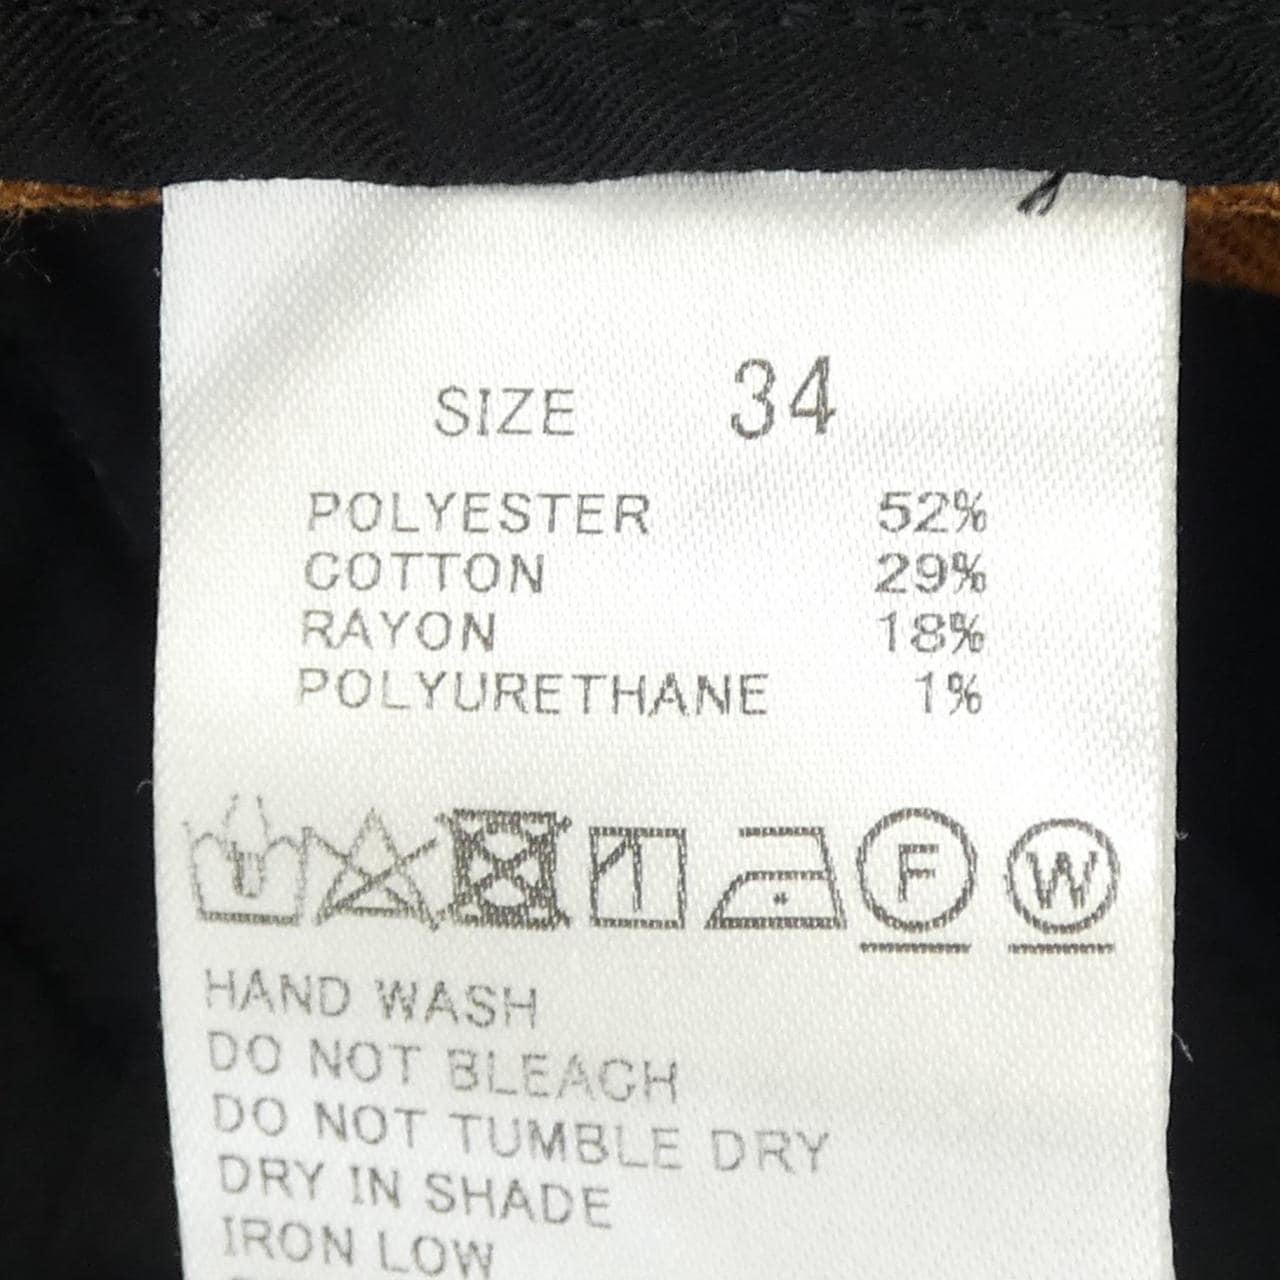 SIZE 34
POLYESTER 52%
COTTON 29%
RAYON 18%
POLYURETHANE 1%
F W
HAND WASH
DO NOT BLEACH
DO NOT TUMBLE DRY
DRY IN SHADE
IRON LOW